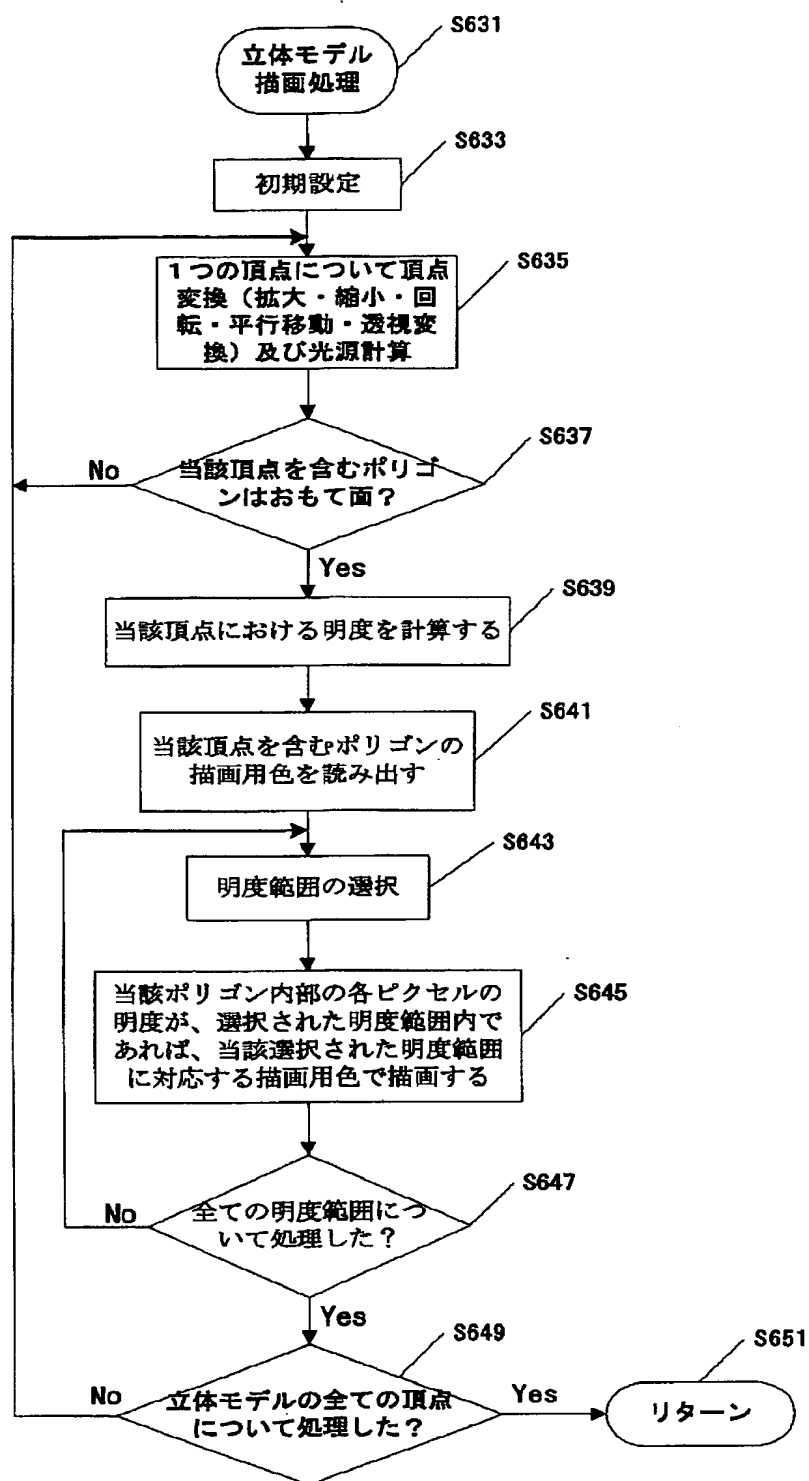 S631
立体モデル
描画処理
S633
初期設定
S635
1つの頂点について頂点
変換（拡大・縮小・回
転・平行移動・透視変
換）及び光源計算
S637
No
当該頂点を含むポリゴ
ンはおもて面？
Yes
S639
当該頂点における明度を計算する
S641
当該頂点を含むポリゴンの
描画用色を読み出す
S643
明度範囲の選択
S645
当該ポリゴン内部の各ピクセルの
明度が、選択された明度範囲内で
あれば、当該選択された明度範囲
に対応する描画用色で描画する
S647
No
全ての明度範囲につ
いて処理した？
Yes
S649
S651
No
立体モデルの全ての頂点
について処理した？
Yes
リターン